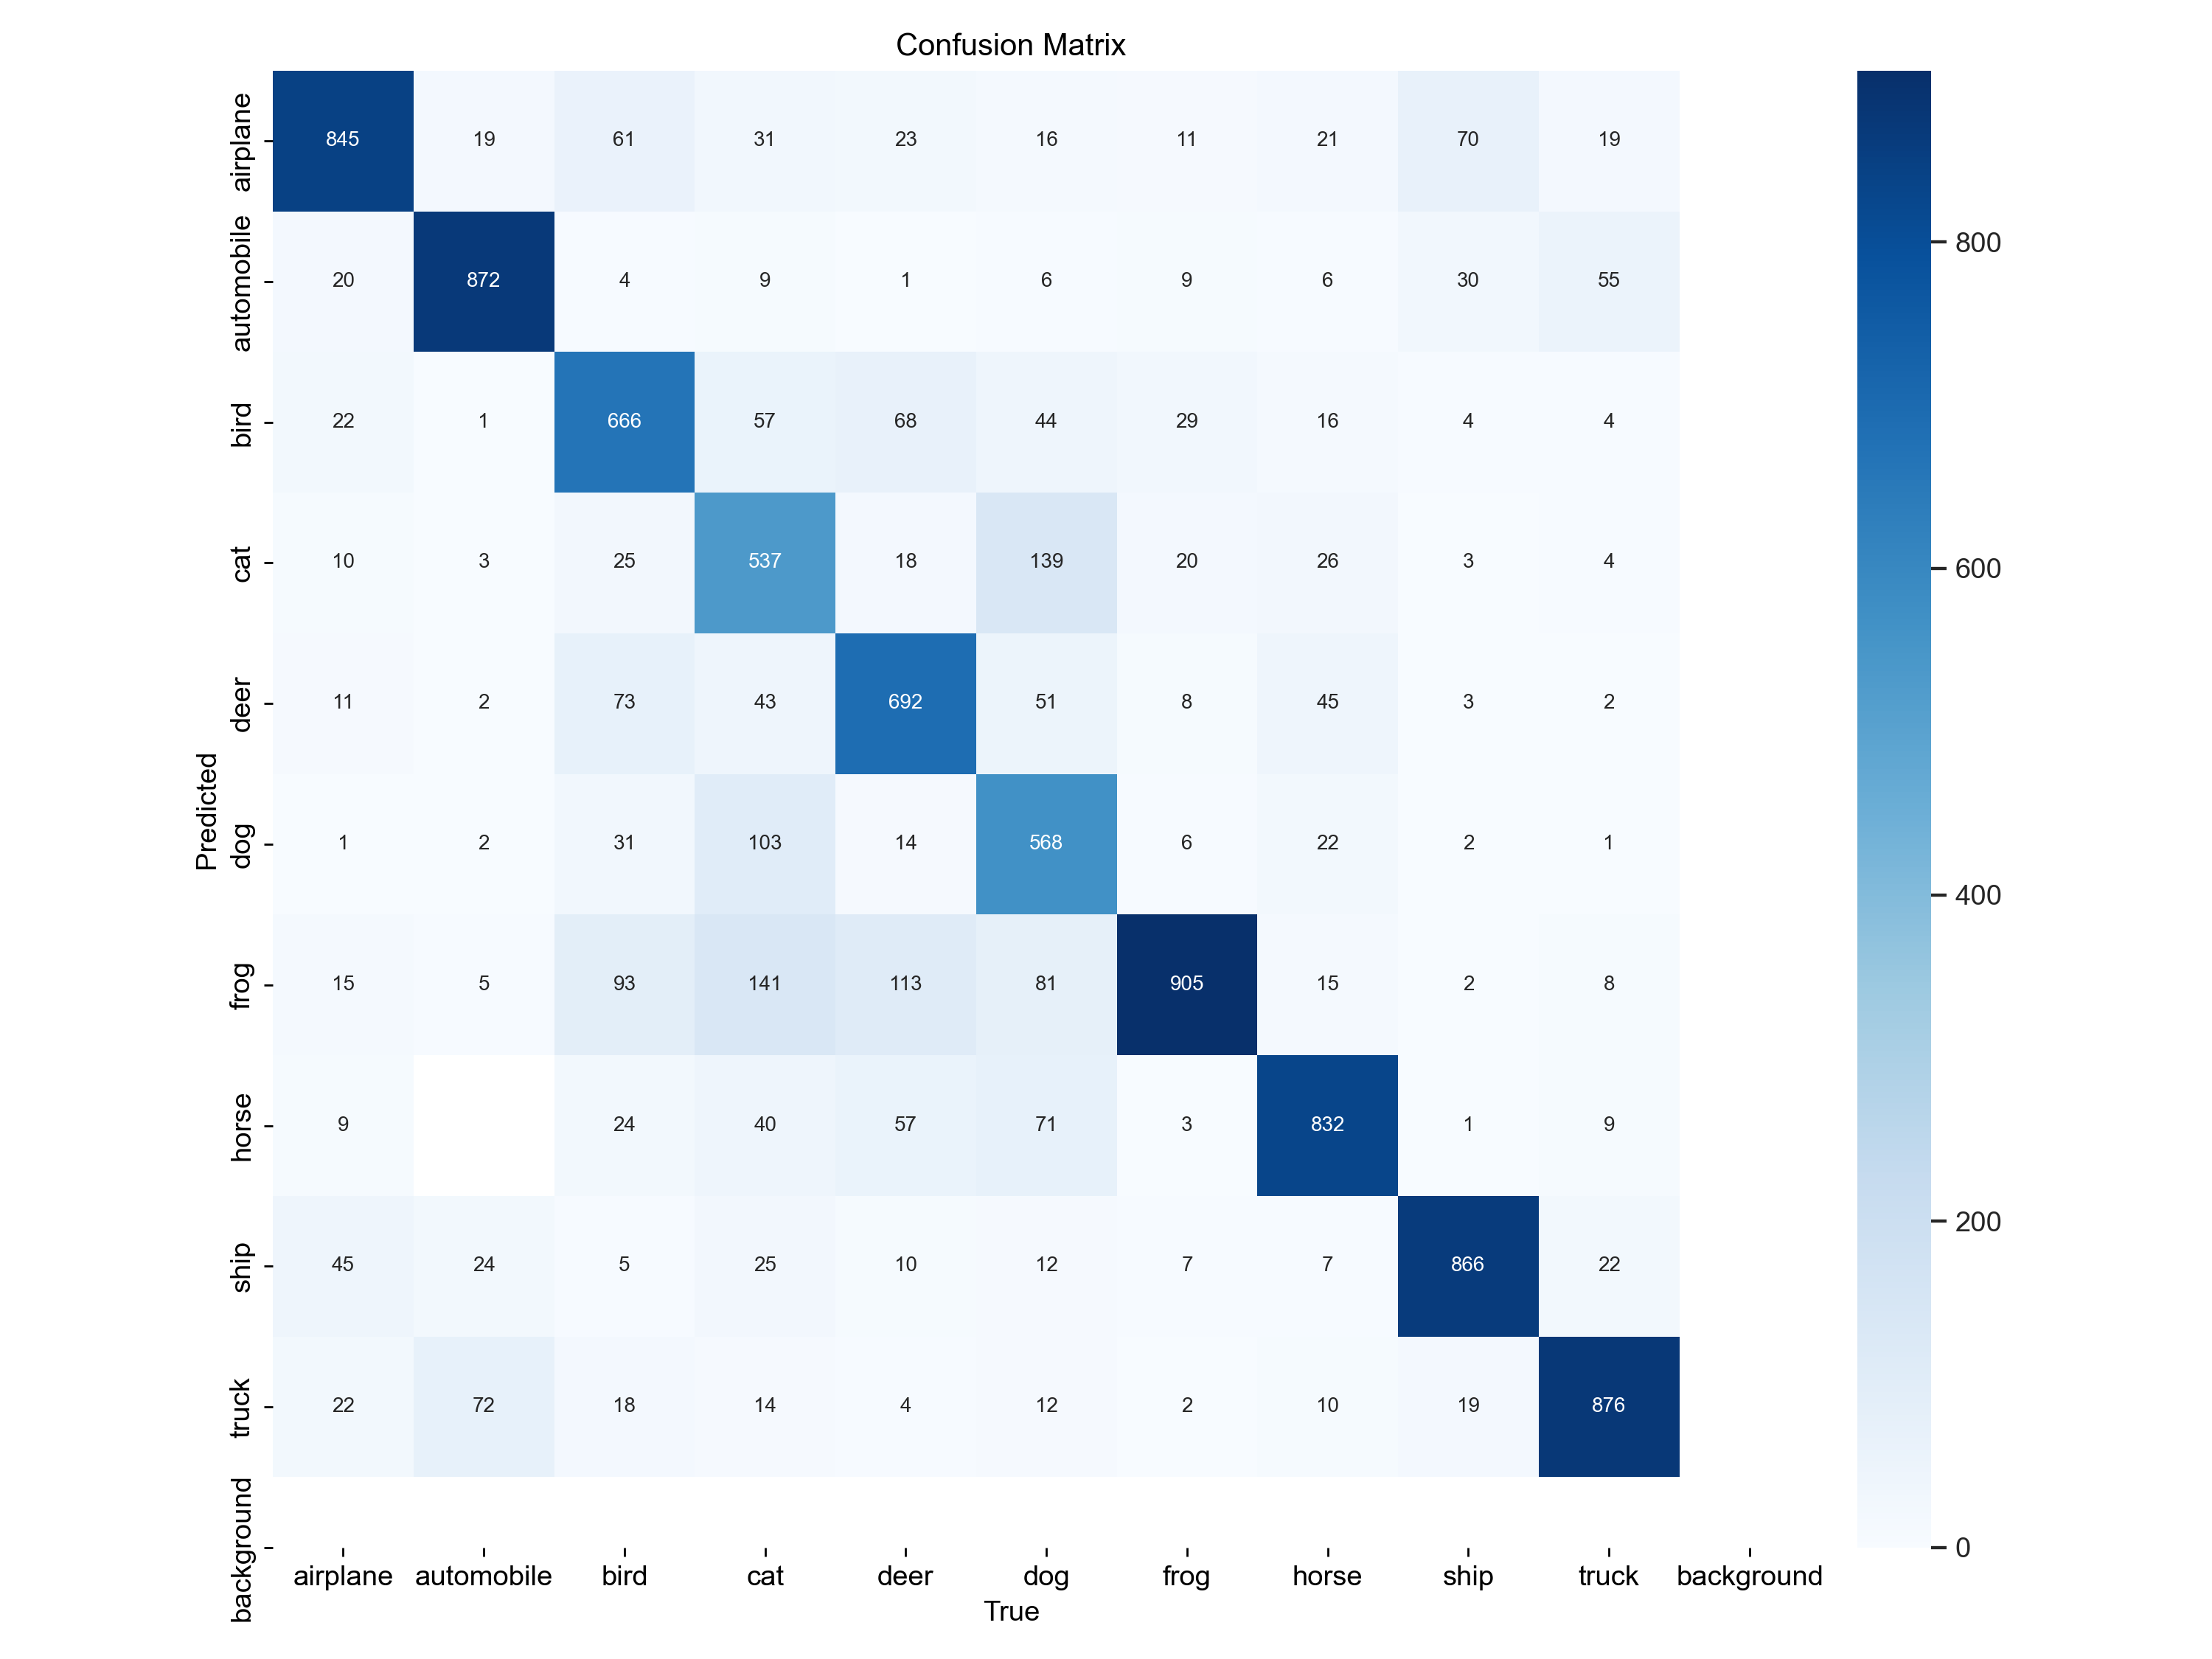 Confusion Matrix
airplane 845 19 61 31 23 16 11 21 70 19
automobile 20 872 4 9 1 6 9 6 30 55 800
bird 22 1 666 57 68 44 29 16 4 4
cat 10 3 25 537 18 139 20 26 3 4 600
deer 11 2 73 43 692 51 8 45 3 2
Predicted
dog 1 2 31 103 14 568 6 22 2 1 400
frog 15 5 93 141 113 81 905 15 2 8
horse 9 24 40 57 71 3 832 1 9
ship 45 24 5 25 10 12 7 7 866 22 200
truck 22 72 18 14 4 12 2 10 19 876
background 0
airplane automobile bird cat deer dog frog horse ship truck background
True